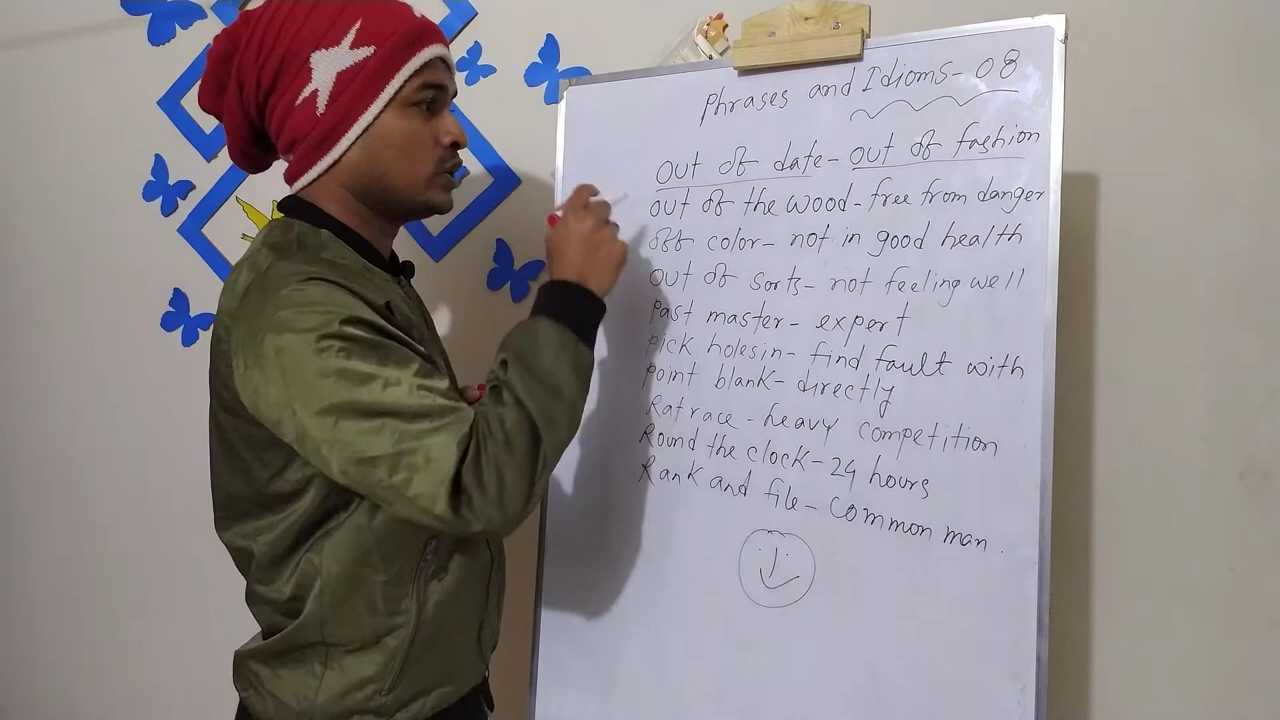 Phrases and Idioms - 08
out of date - out of fashion
out of the wood - free from danger
off color - not in good health
out of sorts - not feeling well
Past master - expert
Pick holesin - find fault with
Point blank - directly
Rat race - heavy competition
Round the clock - 24 hours
Rank and file - Common man.